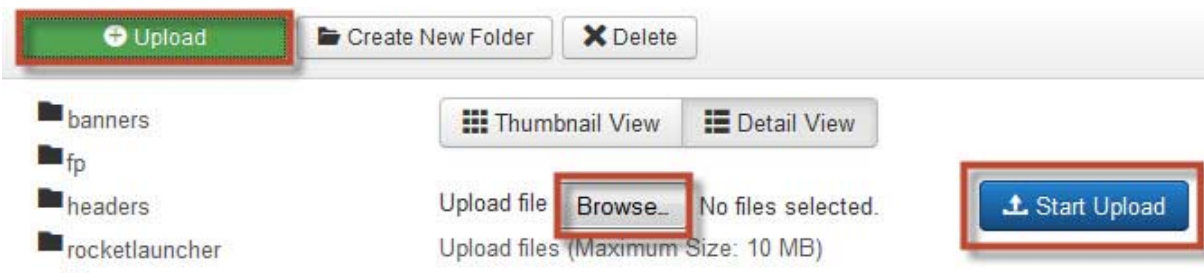 Upload Create New Folder Delete
banners
fp
headers
rocketlauncher
Thumbnail View Detail View
Upload file Browse... No files selected. Start Upload
Upload files (Maximum Size: 10 MB)